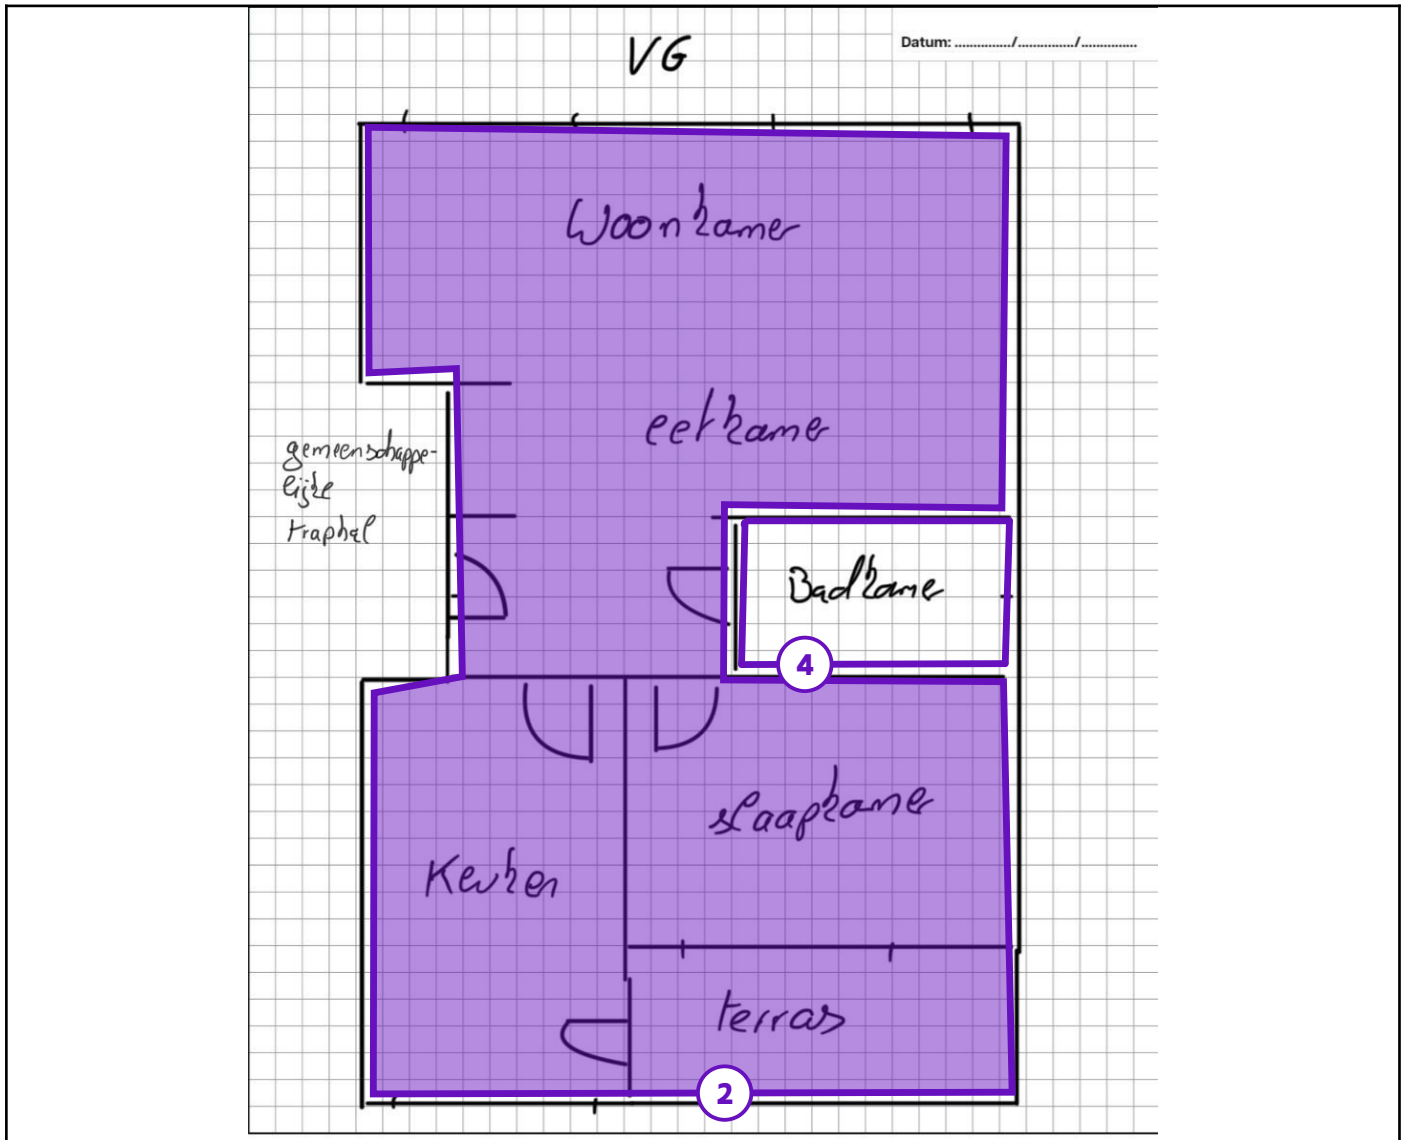 VG
Datum: ............../............../..............
Woonkamer
eetkamer
gemeenschappe-
lijke
traphal
Badkamer
4
slaapkamer
Keuken
terras
2